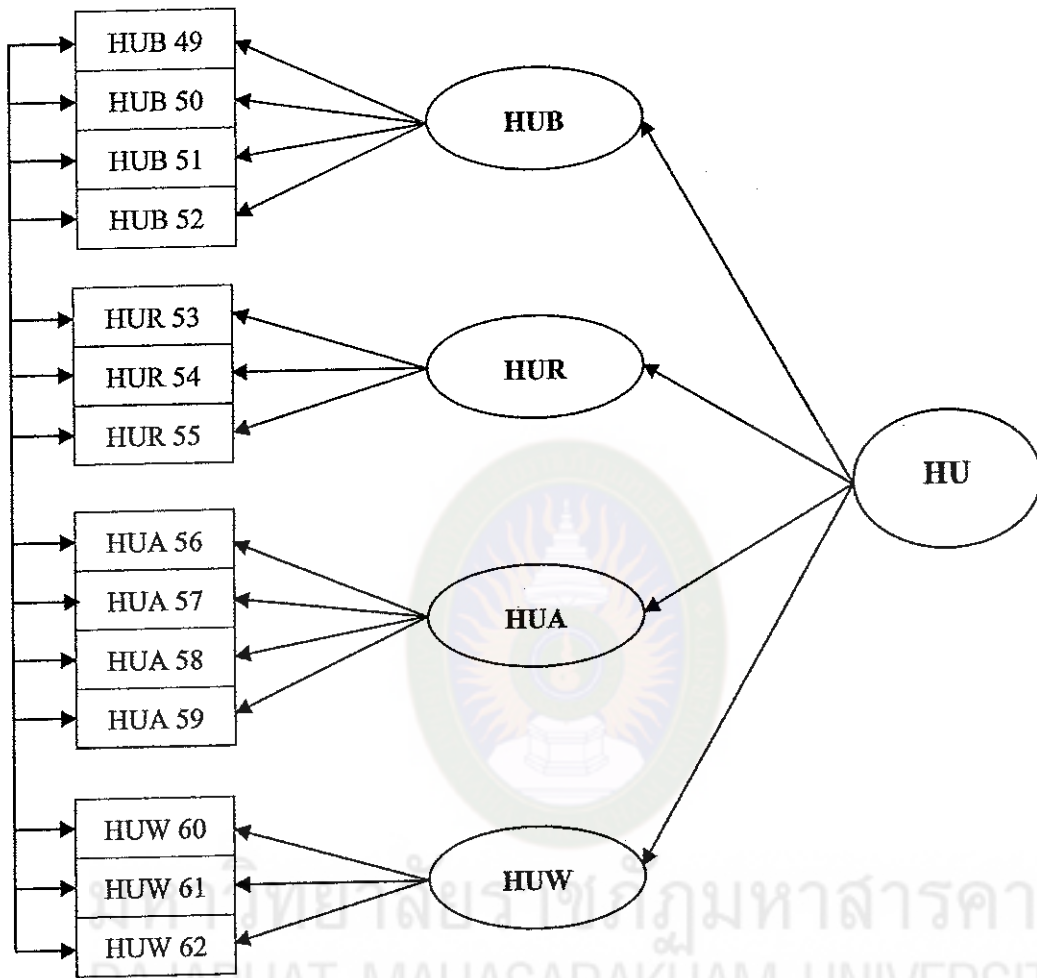 HUB 49
HUB 50
HUB 51
HUB 52
HUB
HUR 53
HUR 54
HUR 55
HUR
HU
HUA 56
HUA 57
HUA 58
HUA 59
HUA
HUW 60
HUW 61
HUW 62
HUW
มหาวิทยาลัยราชภัฏมหาสารคา
RAJABHAT MAHASARAKHAM UNIVERSIT